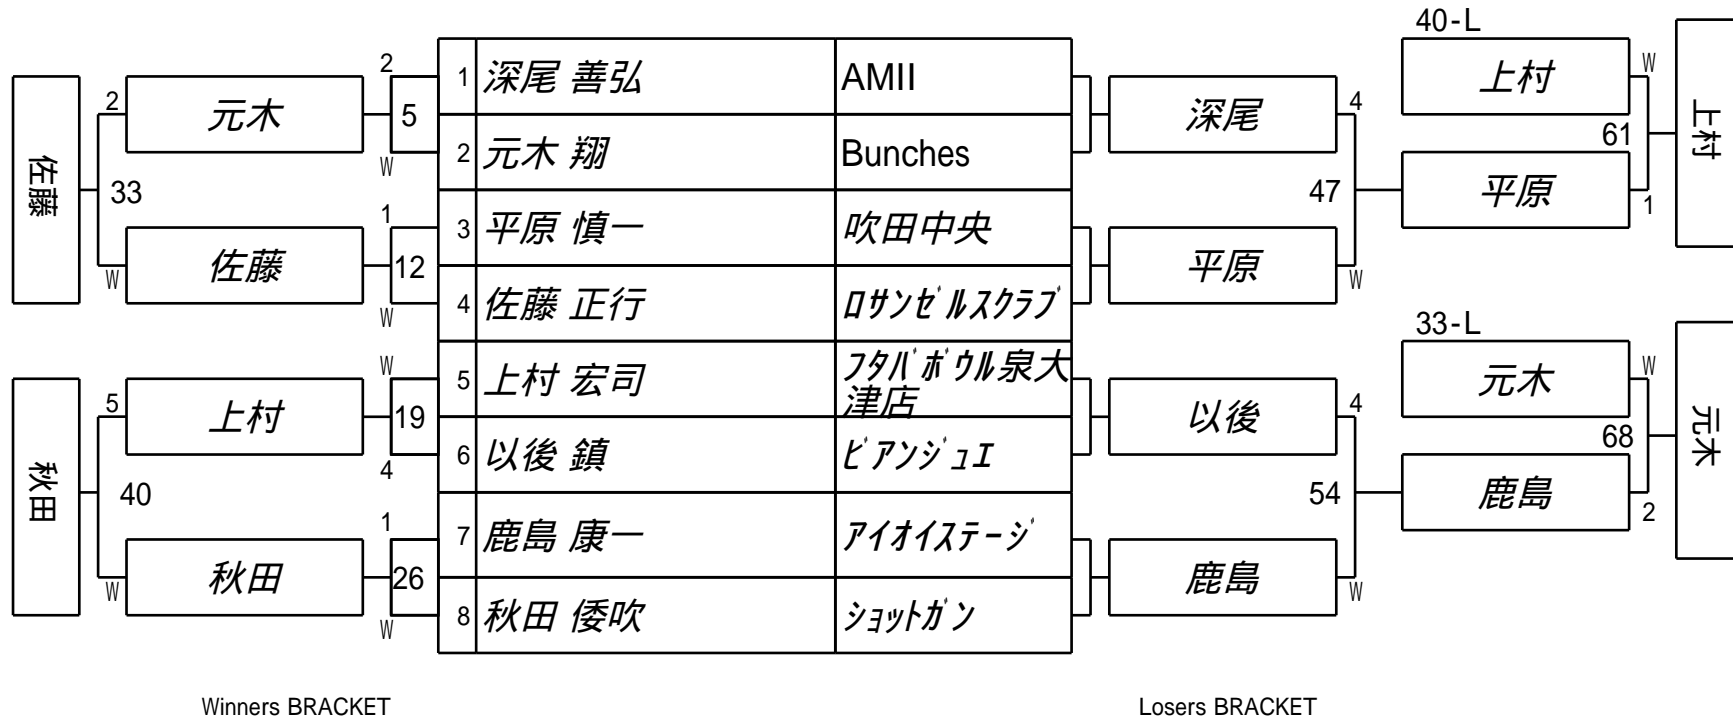 40-L
2
1 深尾 善弘 AMII
W
上村
2
元木
5
深尾
4
61
上村
2 元木 翔 Bunches
W
佐藤
33
47
平原
1
1
3 平原 慎一 吹田中央
佐藤
12
平原
W
W
4 佐藤 正行 ロサンゼルスクラブ
W
33-L
W
5 上村 宏司 フタバボウル泉大
津店
元木
W
5
上村
19
以後
4
68
元木
4
6 以後 鎮 ビアンジュエ
秋田
40
54
鹿島
2
1
7 鹿島 康一 アイオイステージ
秋田
26
鹿島
W
W
8 秋田 倭吹 ショットガン
W
Winners BRACKET
Losers BRACKET